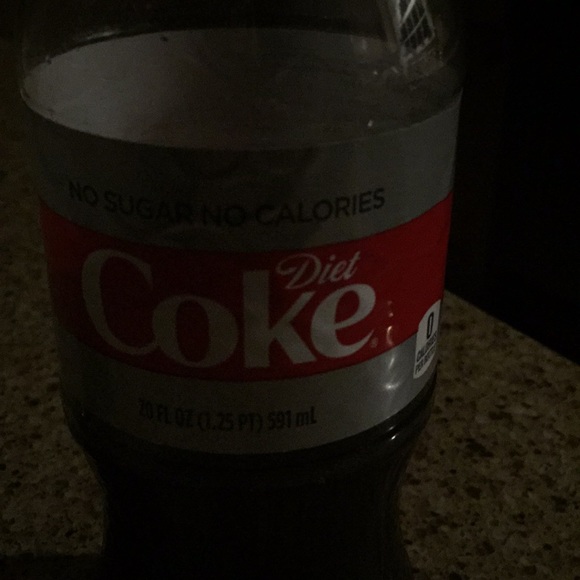 NO SUGAR NO CALORIES
Diet
Coke
0
20 FL OZ (1.25 PT) 591 mL